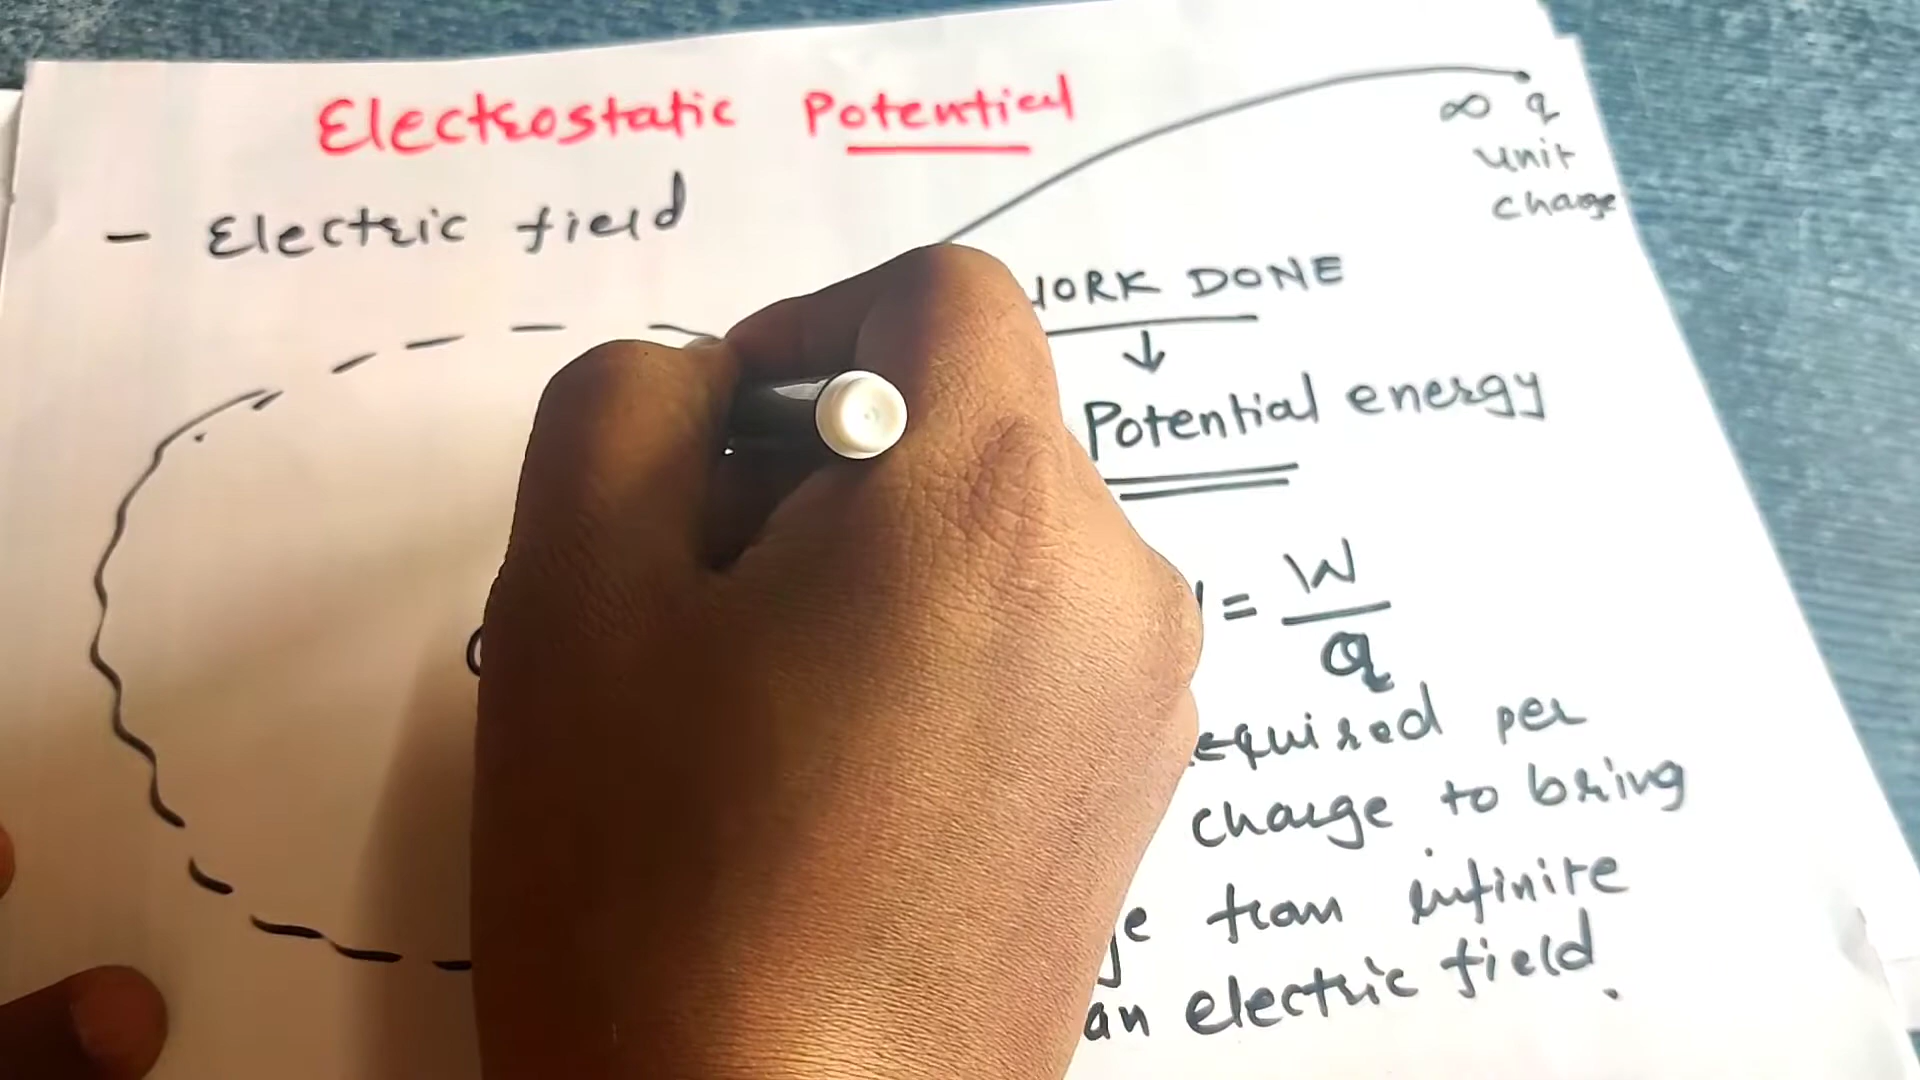 Electrostatic Potential
∞ q
unit
charge
- Electric field
WORK DONE
↓
Potential energy
= W
Q
required per
charge to bring
from infinite
an electric field.